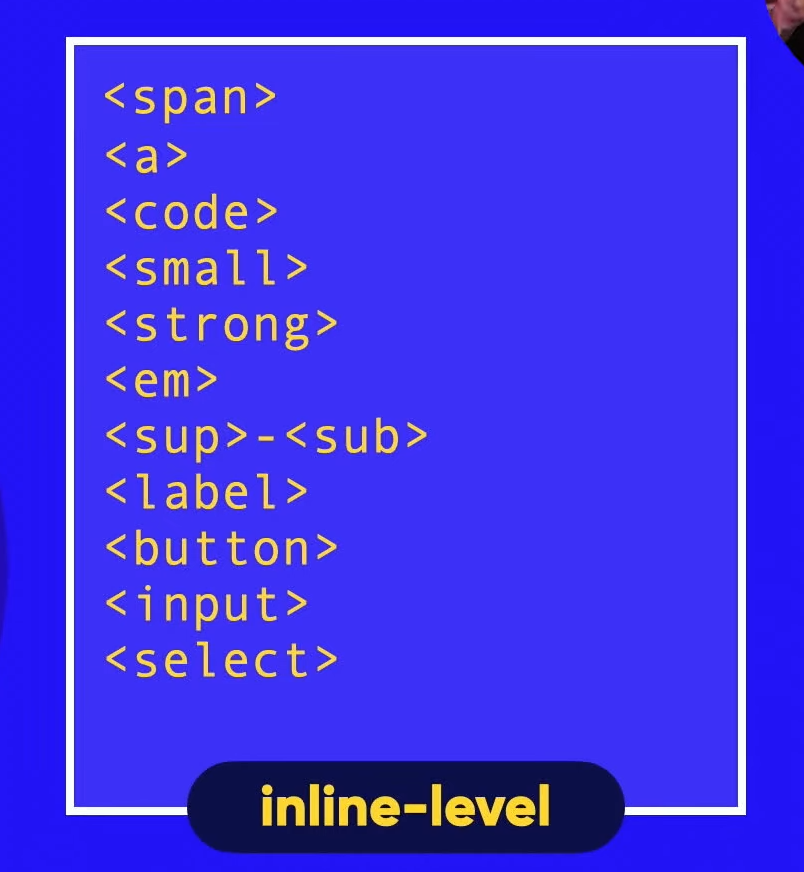 <span>
<a>
<code>
<small>
<strong>
<em>
<sup>-<sub>
<label>
<button>
<input>
<select>
inline-level